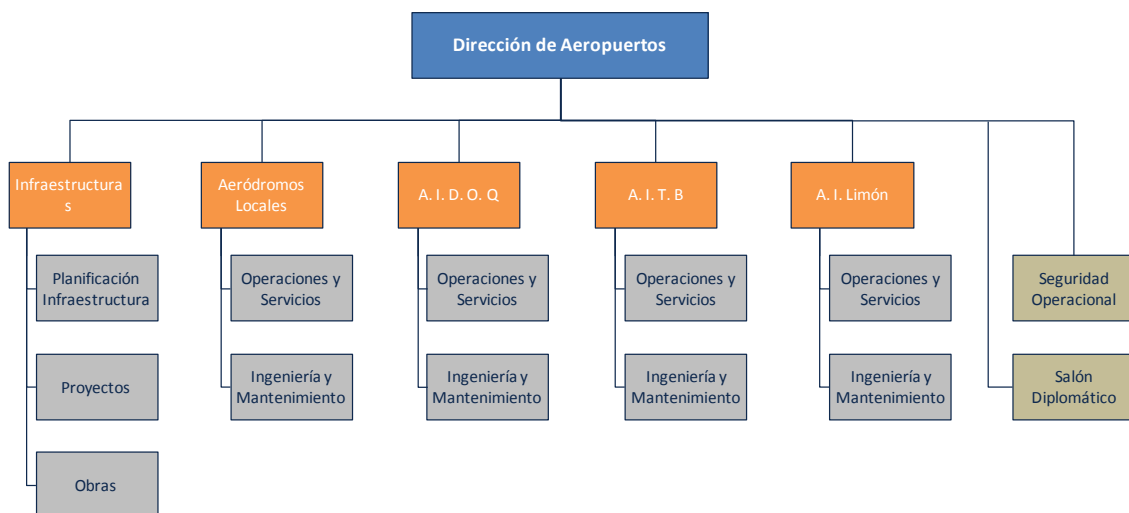 Dirección de Aeropuertos
Infraestructura
s
Aeródromos
Locales
A. I. D. O. Q
A. I. T. B
A. I. Limón
Planificación
Infraestructura
Operaciones y
Servicios
Operaciones y
Servicios
Operaciones y
Servicios
Operaciones y
Servicios
Seguridad
Operacional
Proyectos
Ingeniería y
Mantenimiento
Ingeniería y
Mantenimiento
Ingeniería y
Mantenimiento
Ingeniería y
Mantenimiento
Salón
Diplomático
Obras